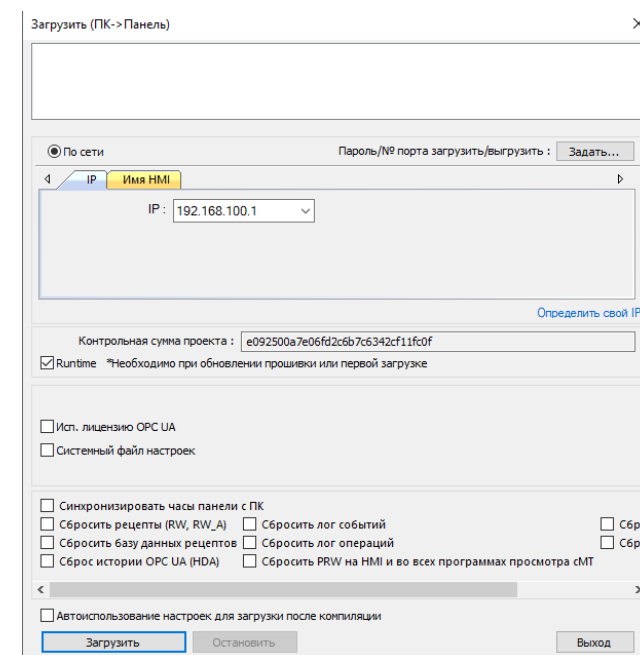 Загрузить (ПК->Панель)
По сети Пароль/№ порта загрузить/выгрузить : Задать...
IP Имя HMI
IP : 192.168.100.1
Определить свой IP
Контрольная сумма проекта : e092500a7e06fd2c6b7c6342cf11fc0f
Runtime *Необходимо при обновлении прошивки или первой загрузке
Исп. лицензию OPC UA
Системный файл настроек
Синхронизировать часы панели с ПК
Сбросить рецепты (RW, RW_A) Сбросить лог событий Сбр
Сбросить базу данных рецептов Сбросить лог операций Сбр
Сброс истории OPC UA (HDA) Сбросить PRW на HMI и во всех программах просмотра cMT
Автоиспользование настроек для загрузки после компиляции
Загрузить Остановить Выход